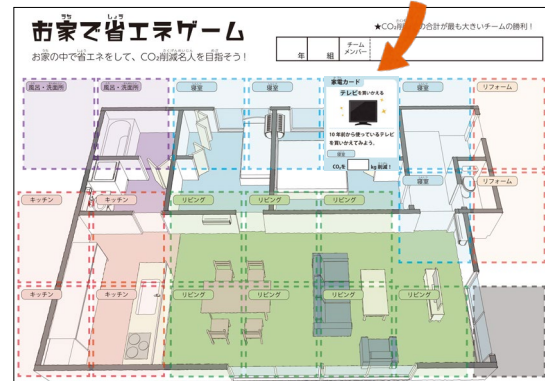 お家で省エネゲーム
うち しょう
お家の中で省エネをして、CO₂削減名人を目指そう!
★CO₂削減の合計が最も大きいチームの勝利!
年 組 チームメンバー
風呂・洗面所
風呂・洗面所
寝室
寝室
家電カード
テレビを買いかえる
10年前から使っているテレビ
を買いかえてみよう。
寝室
CO₂を kg削減!
寝室
リフォーム
寝室
リフォーム
キッチン
キッチン
リビング
リビング
リビング
キッチン
キッチン
リビング
リビング
リビング
リビング